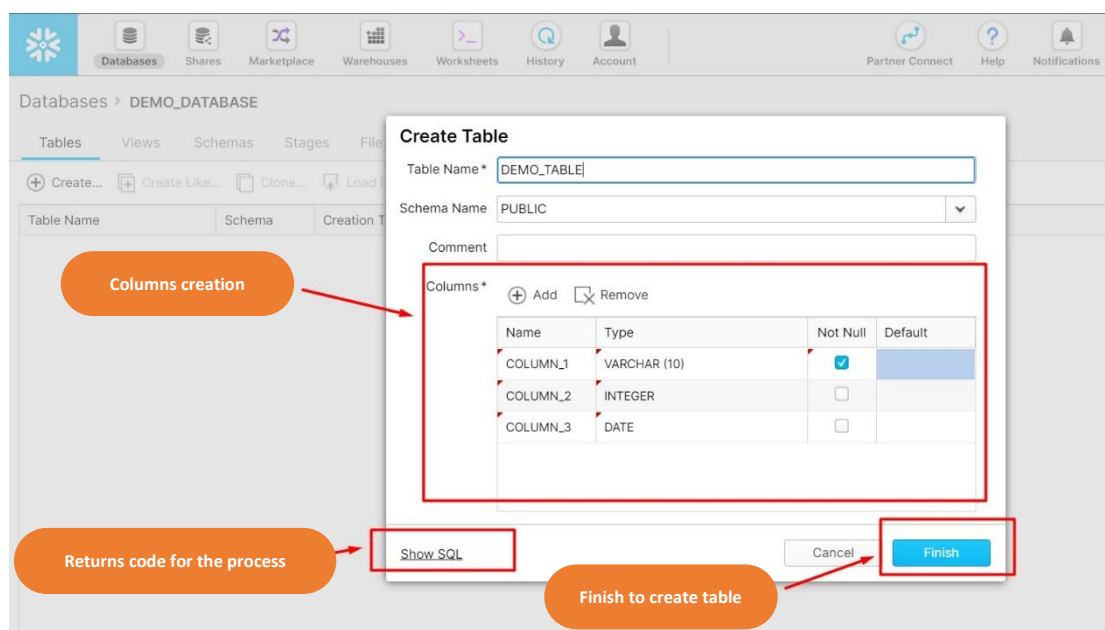 Databases
Shares
Marketplace
Warehouses
Worksheets
History
Account
Partner Connect
Help
Notifications
Databases > DEMO_DATABASE
Tables
Views
Schemas
Stages
File
Create...
Create Like...
Clone...
Load
Table Name
Schema
Creation T
Create Table
Table Name *
DEMO_TABLE
Schema Name
PUBLIC
Comment
Columns creation
Columns *
Add
Remove
Name Type Not Null Default
COLUMN_1 VARCHAR (10)
COLUMN_2 INTEGER
COLUMN_3 DATE
Returns code for the process
Show SQL
Cancel
Finish
Finish to create table